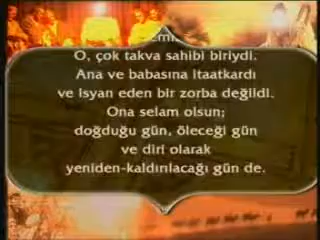 O, çok takva sahibi biriydi.
Ana ve babasına itaatkardı
ve isyan eden bir zorba değildi.
Ona selam olsun;
doğduğu gün, öleceği gün
ve diri olarak
yeniden-kaldırılacağı gün de.